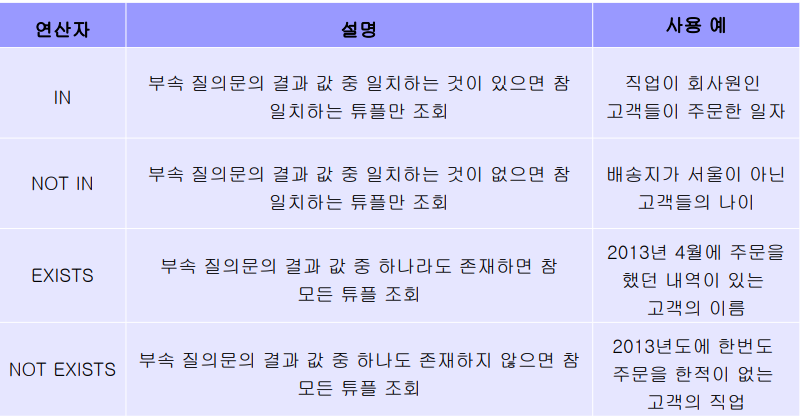 연산자
설명
사용 예
IN
부속 질의문의 결과 값 중 일치하는 것이 있으면 참
일치하는 튜플만 조회
직업이 회사원인
고객들이 주문한 일자
NOT IN
부속 질의문의 결과 값 중 일치하는 것이 없으면 참
일치하는 튜플만 조회
배송지가 서울이 아닌
고객들의 나이
EXISTS
부속 질의문의 결과 값 중 하나라도 존재하면 참
모든 튜플 조회
2013년 4월에 주문을
했던 내역이 있는
고객의 이름
NOT EXISTS
부속 질의문의 결과 값 중 하나도 존재하지 않으면 참
모든 튜플 조회
2013년도에 한번도
주문을 한적이 없는
고객의 직업